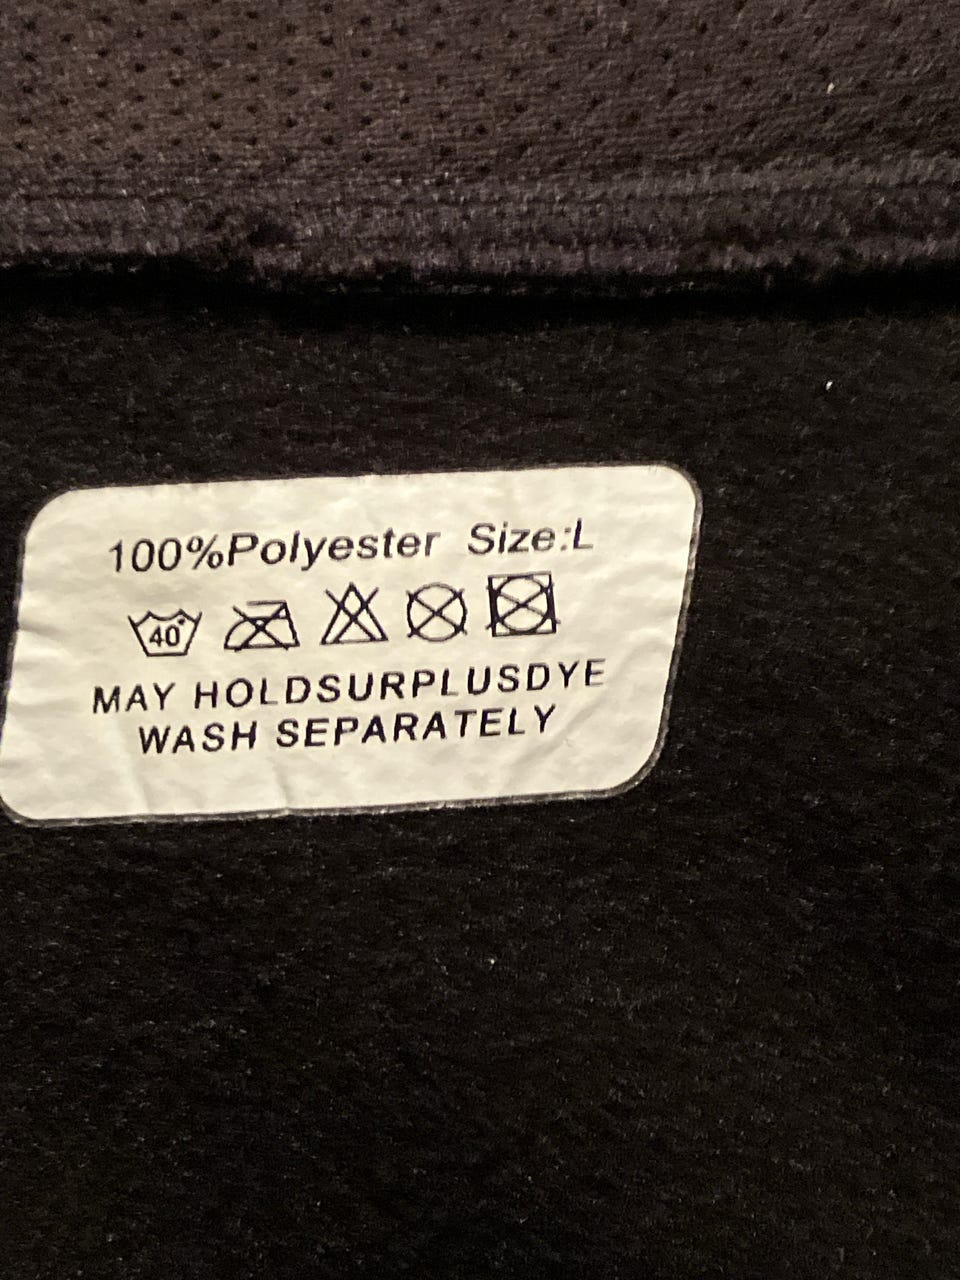 100%Polyester Size:L
40°
MAY HOLDSURPLUSDYE
WASH SEPARATELY